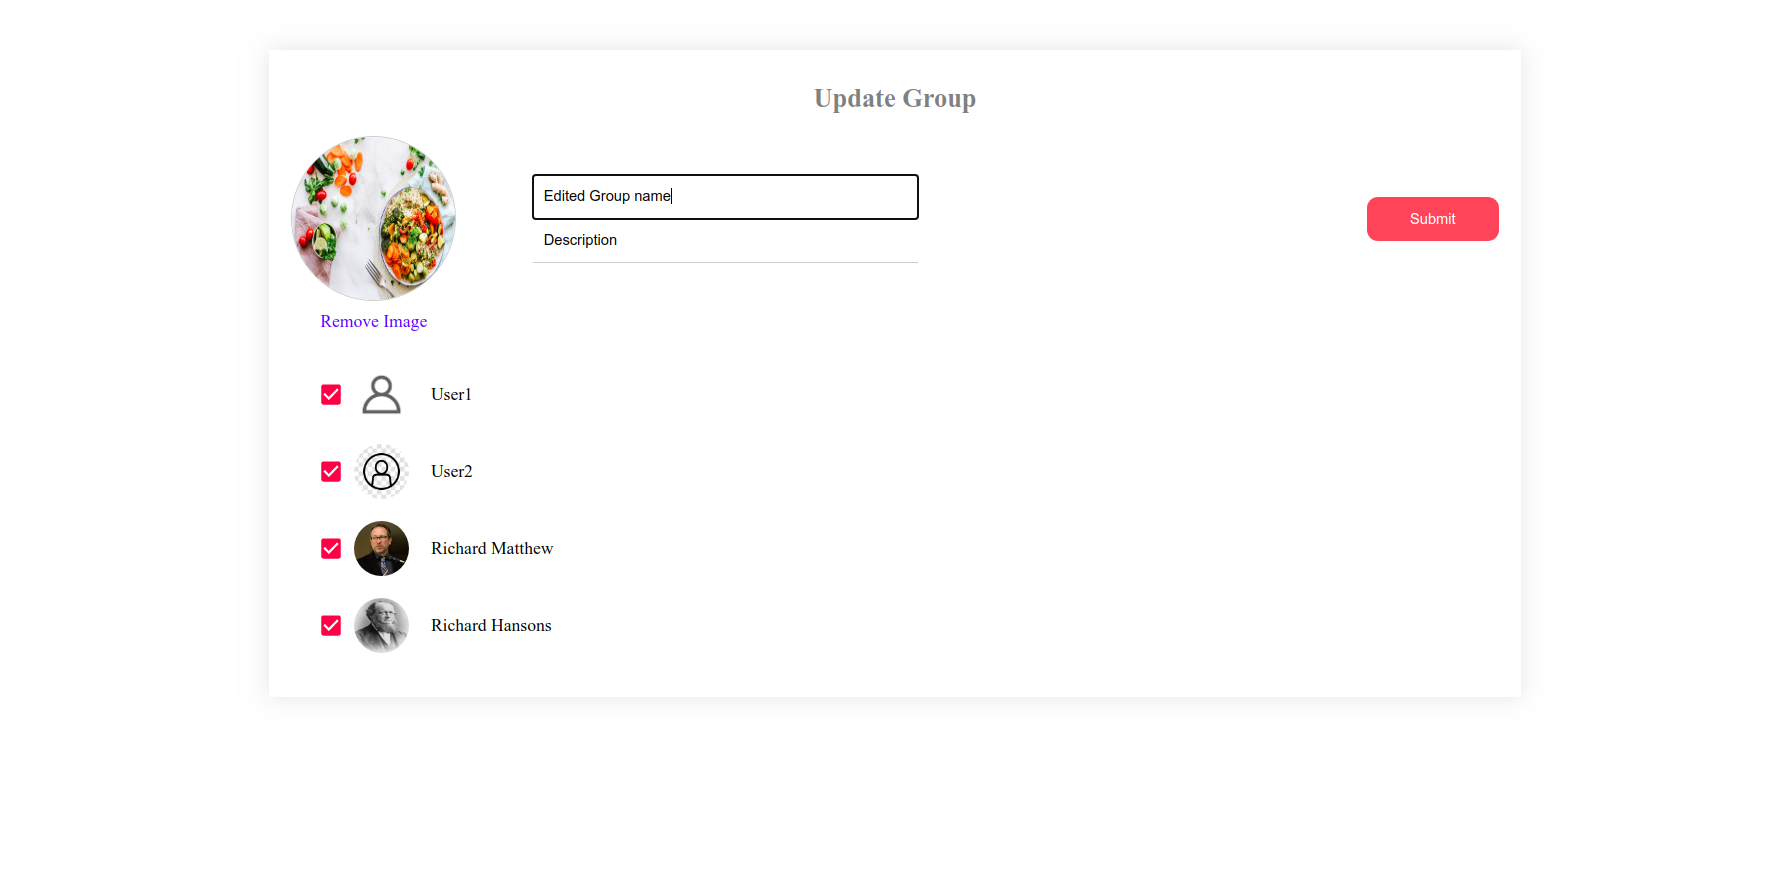 Update Group
Edited Group name
Description
Submit
Remove Image
User1
User2
Richard Matthew
Richard Hansons